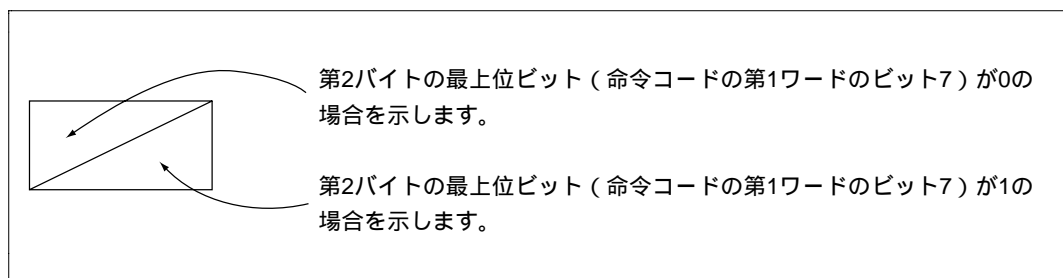 第2バイトの最上位ビット（命令コードの第1ワードのビット7）が0の
場合を示します。
第2バイトの最上位ビット（命令コードの第1ワードのビット7）が1の
場合を示します。